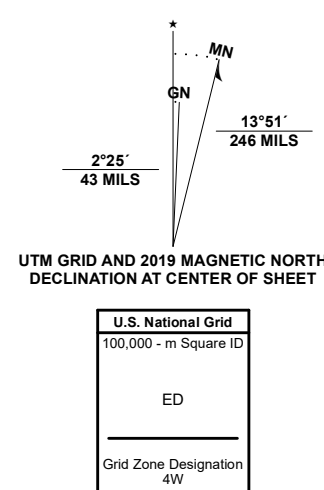 ★
MN
GN
13°51´
246 MILS
2°25´
43 MILS
UTM GRID AND 2019 MAGNETIC NORTH
DECLINATION AT CENTER OF SHEET
U.S. National Grid
100,000 - m Square ID
ED
Grid Zone Designation
4W